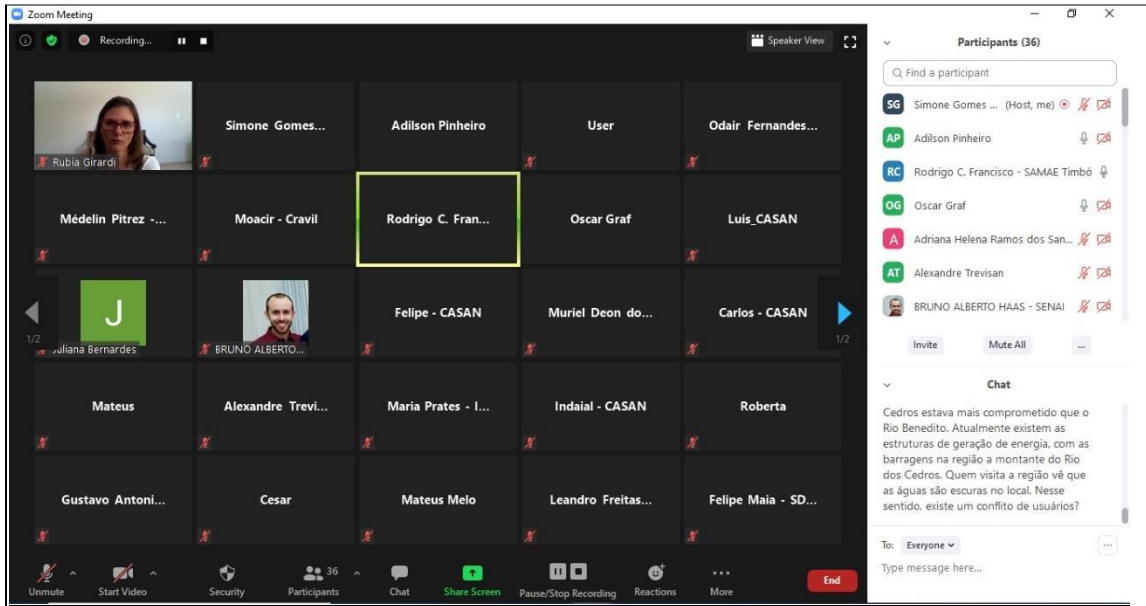 Zoom Meeting
Recording...
Speaker View
Rubia Girardi
Simone Gomes...
Adilson Pinheiro
User
Odair Fernandes...
Médelin Pitrez -...
Moacir - Cravil
Rodrigo C. Fran...
Oscar Graf
Luis_CASAN
J
Juliana Bernardes
BRUNO ALBERTO...
Felipe - CASAN
Muriel Deon do...
Carlos - CASAN
1/2
1/2
Mateus
Alexandre Trevi...
Maria Prates - I...
Indaial - CASAN
Roberta
Gustavo Antoni...
Cesar
Mateus Melo
Leandro Freitas...
Felipe Maia - SD...
Unmute
Start Video
Security
36
Participants
Chat
Share Screen
Pause/Stop Recording
Reactions
More
End
Participants (36)
Find a participant
SG Simone Gomes ... (Host, me)
AP Adilson Pinheiro
RC Rodrigo C. Francisco - SAMAE Timbó
OG Oscar Graf
A Adriana Helena Ramos dos San...
AT Alexandre Trevisan
BRUNO ALBERTO HAAS - SENAI
Invite Mute All ...
Chat
Cedros estava mais comprometido que o
Rio Benedito. Atualmente existem as
estruturas de geração de energia, com as
barragens na região a montante do Rio
dos Cedros. Quem visita a região vê que
as águas são escuras no local. Nesse
sentido, existe um conflito de usuários?
To: Everyone
Type message here...